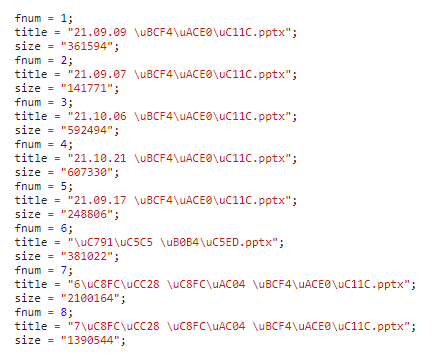 fnum = 1;
title = "21.09.09 \uBCF4\uACE0\uC11C.pptx";
size = "361594";
fnum = 2;
title = "21.09.07 \uBCF4\uACE0\uC11C.pptx";
size = "141771";
fnum = 3;
title = "21.10.06 \uBCF4\uACE0\uC11C.pptx";
size = "592494";
fnum = 4;
title = "21.10.21 \uBCF4\uACE0\uC11C.pptx";
size = "607330";
fnum = 5;
title = "21.09.17 \uBCF4\uACE0\uC11C.pptx";
size = "248806";
fnum = 6;
title = "\uC791\uC5C5 \uB0B4\uC5ED.pptx";
size = "381022";
fnum = 7;
title = "6\uC8FC\uCC28 \uC8FC\uAC04 \uBCF4\uACE0\uC11C.pptx";
size = "2100164";
fnum = 8;
title = "7\uC8FC\uCC28 \uC8FC\uAC04 \uBCF4\uACE0\uC11C.pptx";
size = "1390544";